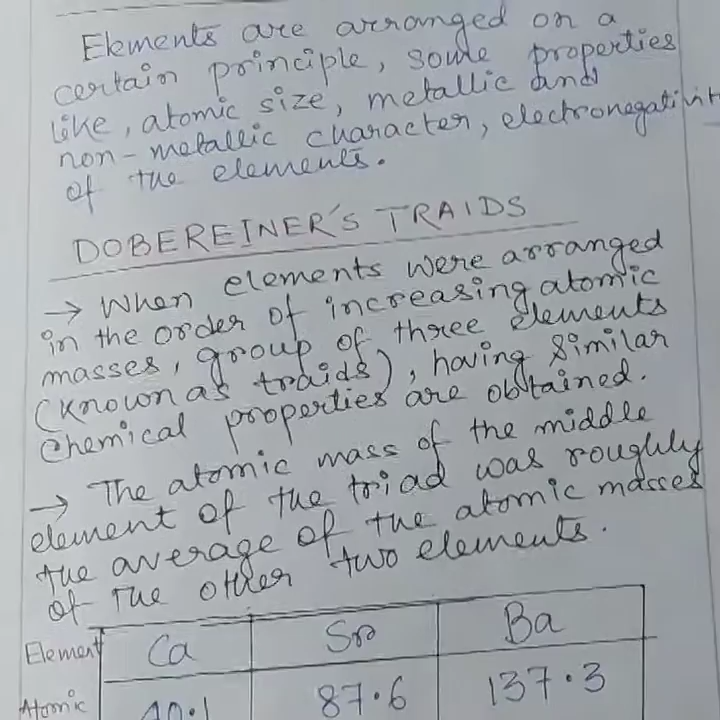 Elements are arranged on a
certain principle, some properties
like, atomic size, metallic and
non-metallic character, electronegativit
of the elements.
DOBEREINER'S TRAIDS
→ When elements were arranged
in the order of increasing atomic
masses, group of three elements
(known as traids), having similar
chemical properties are obtained.
→ The atomic mass of the middle
element of the triad was roughly
the average of the atomic masses
of the other two elements.
Element Ca Sr Ba
Atomic 40.1 87.6 137.3